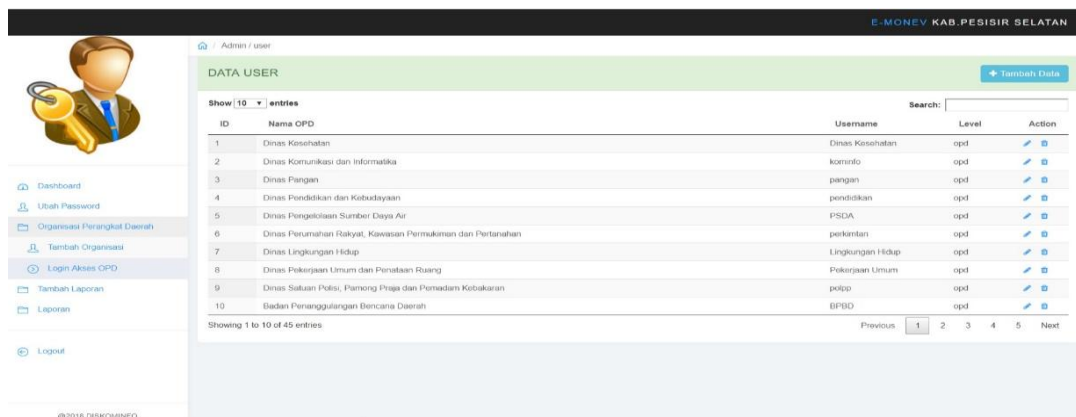 E-MONEV KAB.PESISIR SELATAN
/ Admin / user
DATA USER
+ Tambah Data
Show 10 entries
Search:
ID Nama OPD Username Level Action
1 Dinas Kesehatan Dinas Kesehatan opd
2 Dinas Komunikasi dan Informatika kominfo opd
3 Dinas Pangan pangan opd
4 Dinas Pendidikan dan Kebudayaan pendidikan opd
5 Dinas Pengelolaan Sumber Daya Air PSDA opd
6 Dinas Perumahan Rakyat, Kawasan Permukiman dan Pertanahan perkimtan opd
7 Dinas Lingkungan Hidup Lingkungan Hidup opd
8 Dinas Pekerjaan Umum dan Penataan Ruang Pekerjaan Umum opd
9 Dinas Satuan Polisi, Pamong Praja dan Pemadam Kebakaran polpp opd
10 Badan Penanggulangan Bencana Daerah BPBD opd
Showing 1 to 10 of 45 entries
Previous 1 2 3 4 5 Next
Dashboard
Ubah Password
Organisasi Perangkat Daerah
Tambah Organisasi
Login Akses OPD
Tambah Laporan
Laporan
Logout
@2016 DISKOMINFO